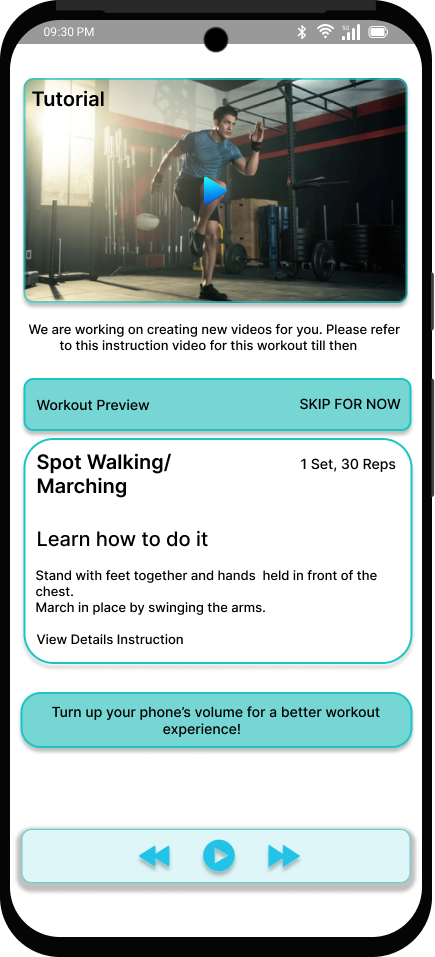 09:30 PM
5G
Tutorial
We are working on creating new videos for you. Please refer
to this instruction video for this workout till then
Workout Preview
SKIP FOR NOW
Spot Walking/
Marching
1 Set, 30 Reps
Learn how to do it
Stand with feet together and hands  held in front of the
chest.
March in place by swinging the arms.
View Details Instruction
Turn up your phone’s volume for a better workout
experience!